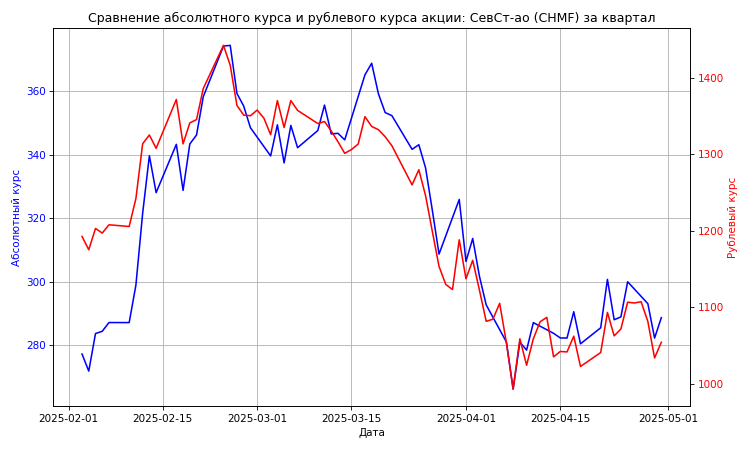 Сравнение абсолютного курса и рублевого курса акции: СевСт-ао (CHMF) за квартал
Абсолютный курс
360
340
320
300
280
1400
1300
1200
1100
1000
Рублевый курс
2025-02-01 2025-02-15 2025-03-01 2025-03-15 2025-04-01 2025-04-15 2025-05-01
Дата